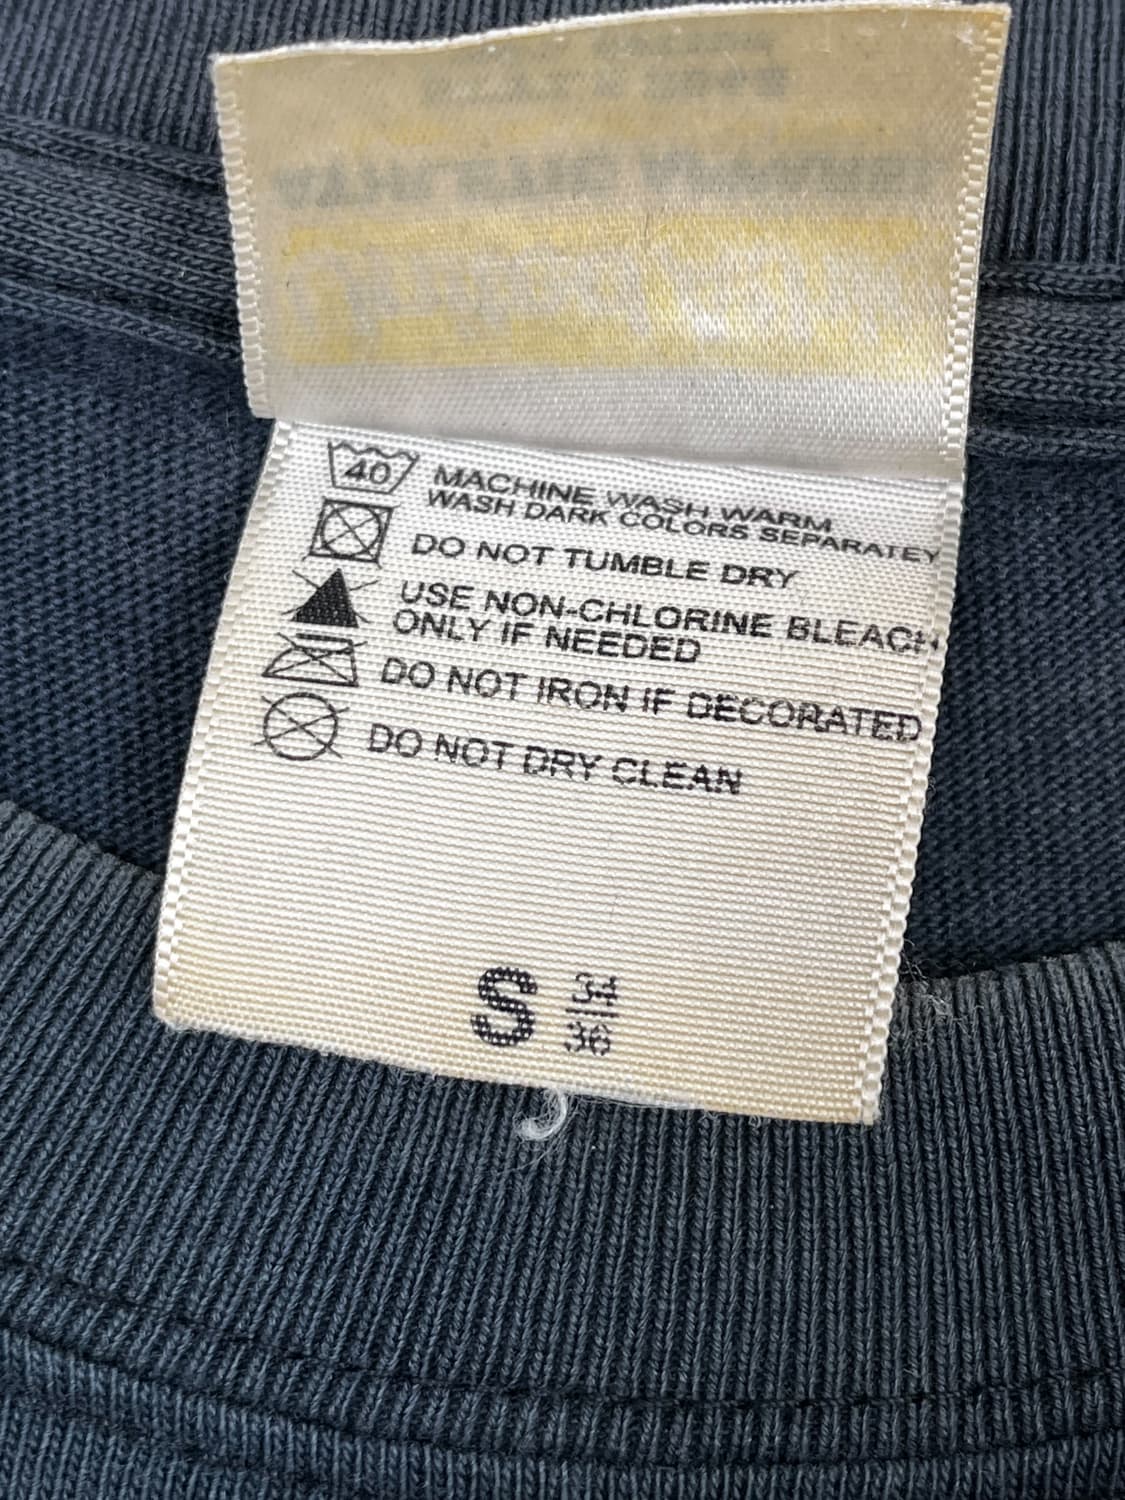 40 MACHINE WASH WARM
WASH DARK COLORS SEPARATEY
DO NOT TUMBLE DRY
USE NON-CHLORINE BLEACH
ONLY IF NEEDED
DO NOT IRON IF DECORATED
DO NOT DRY CLEAN
S 34
36